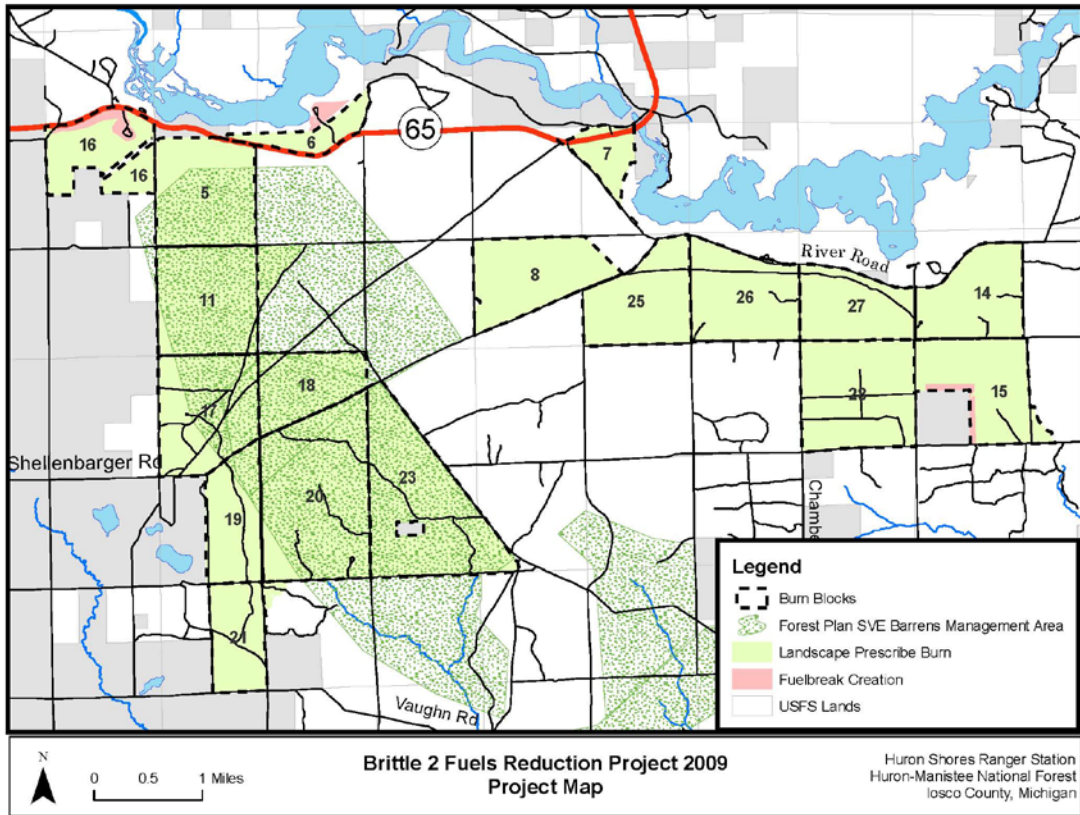 65
16
6
7
16
5
River Road
8
14
11
25
26
27
18
15
17
28
Shellenbarger Rd
23
20
19
Chambe
21
Vaughn Rd
Legend
Burn Blocks
Forest Plan SVE Barrens Management Area
Landscape Prescribe Burn
Fuelbreak Creation
USFS Lands
N
0 0.5 1 Miles
Brittle 2 Fuels Reduction Project 2009
Project Map
Huron Shores Ranger Station
Huron-Manistee National Forest
Iosco County, Michigan